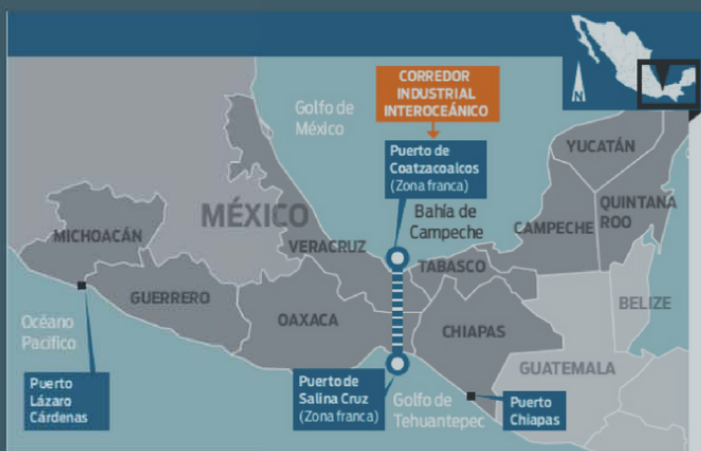 CORREDOR
INDUSTRIAL
INTEROCEÁNICO
N
Golfo de
México
Puerto de
Coatzacoalcos
(Zona franca)
YUCATÁN
QUINTANA
ROO
CAMPECHE
Bahía de
Campeche
MÉXICO
MICHOACÁN
VERACRUZ
TABASCO
GUERRERO
OAXACA
CHIAPAS
BELIZE
GUATEMALA
Océano
Pacifico
Puerto
Lázaro
Cárdenas
Puerto de
Salina Cruz
(Zona franca)
Golfo de
Tehuantepec
Puerto
Chiapas